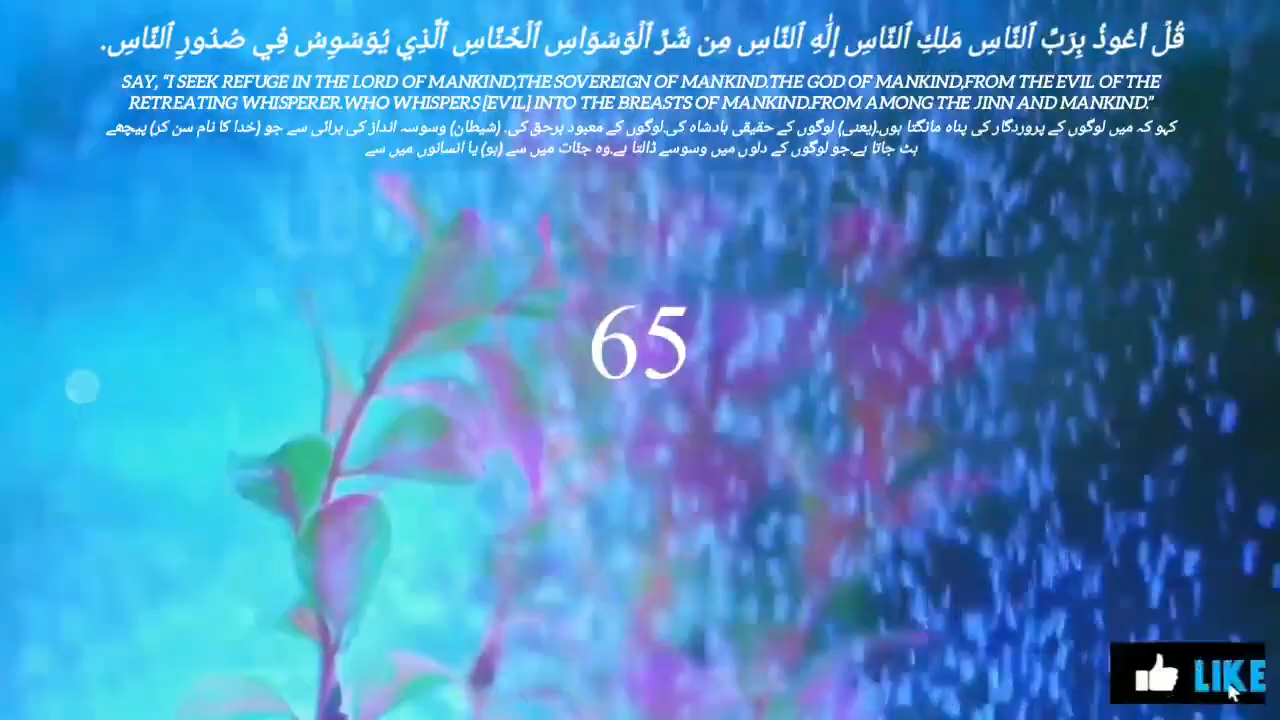 قُلْ اَعُوذُ بِرَبِّ ٱلنَّاسِ مَلِكِ ٱلنَّاسِ إِلَٰهِ ٱلنَّاسِ مِن شَرِّ ٱلْوَسْوَاسِ ٱلْخَنَّاسِ ٱلَّذِي يُوَسْوِسُ فِي صُدُورِ ٱلنَّاسِ.
SAY, "I SEEK REFUGE IN THE LORD OF MANKIND,THE SOVEREIGN OF MANKIND.THE GOD OF MANKIND,FROM THE EVIL OF THE
RETREATING WHISPERER.WHO WHISPERS [EVIL] INTO THE BREASTS OF MANKIND.FROM AMONG THE JINN AND MANKIND."
کہو کہ میں لوگوں کے پروردگار کی پناہ مانگتا ہوں.(یعنی) لوگوں کے حقیقی بادشاہ کی.لوگوں کے معبود برحق کی. (شیطان) وسوسہ انداز کی برائی سے جو (خدا کا نام سن کر) پیچھے
ہٹ جاتا ہے.جو لوگوں کے دلوں میں وسوسے ڈالتا ہے.وہ جنّات میں سے (ہو) یا انسانوں میں سے
65
LIKE